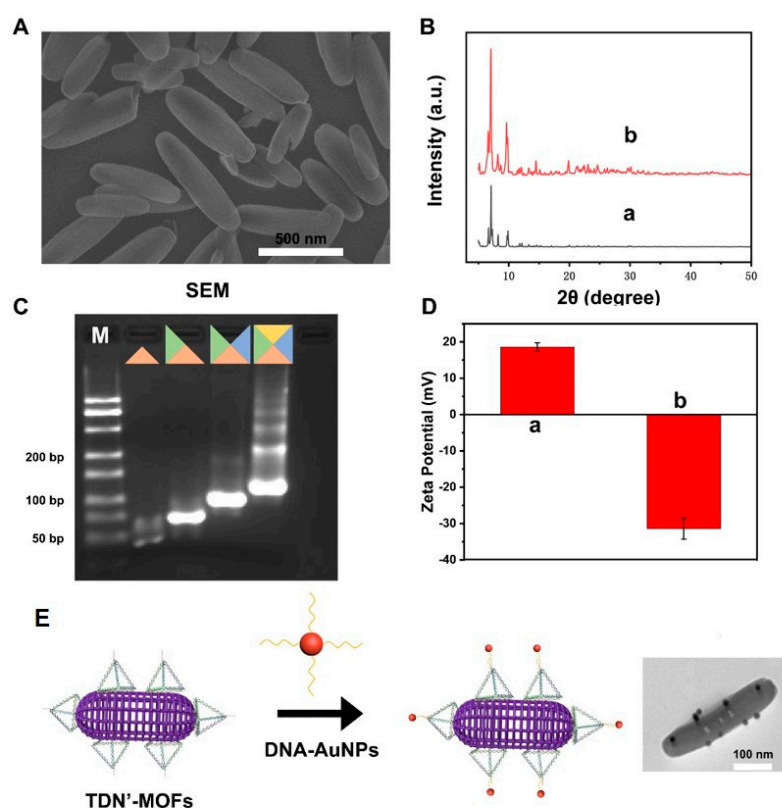 A
500 nm
SEM
B
Intensity (a.u.)
b
a
10
20
30
40
50
2θ (degree)
C
M
200 bp
100 bp
50 bp
D
Zeta Potential (mV)
20
10
0
-10
-20
-30
-40
a
b
E
DNA-AuNPs
TDN’-MOFs
100 nm